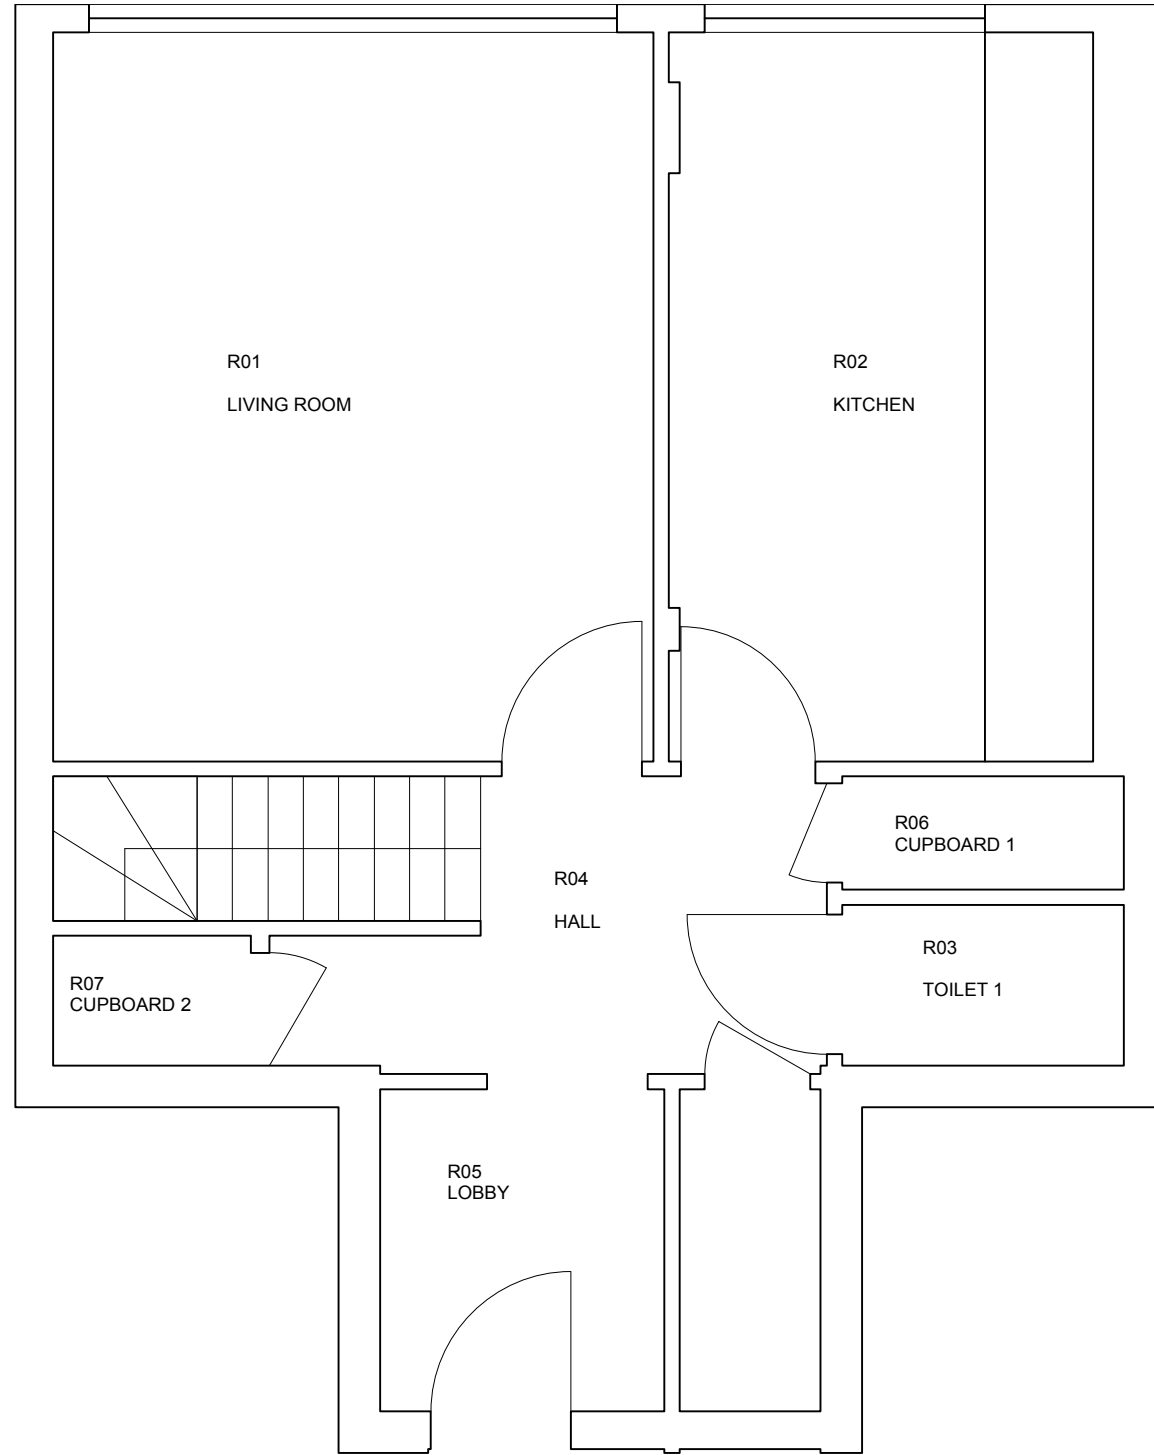 R01
LIVING ROOM
R02
KITCHEN
R06
CUPBOARD 1
R04
HALL
R03
TOILET 1
R07
CUPBOARD 2
R05
LOBBY